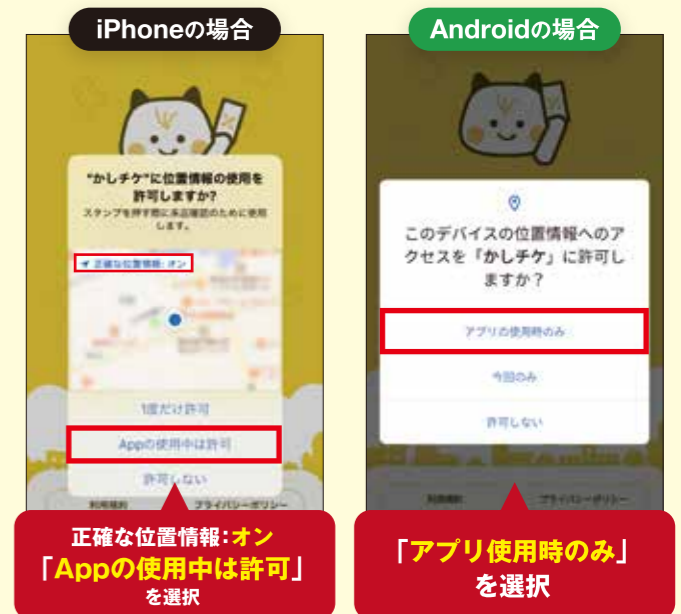 iPhoneの場合
"かしチケ"に位置情報の使用を
許可しますか?
スタンプを押す際に来店確認のために使用
します。
正確な位置情報: オン
1度だけ許可
Appの使用中は許可
許可しない
利用規約
プライバシーポリシー
正確な位置情報:オン
「Appの使用中は許可」
を選択
Androidの場合
このデバイスの位置情報へのア
クセスを「かしチケ」に許可し
ますか?
アプリの使用時のみ
今回のみ
許可しない
利用規約
プライバシーポリシー
「アプリ使用時のみ」
を選択